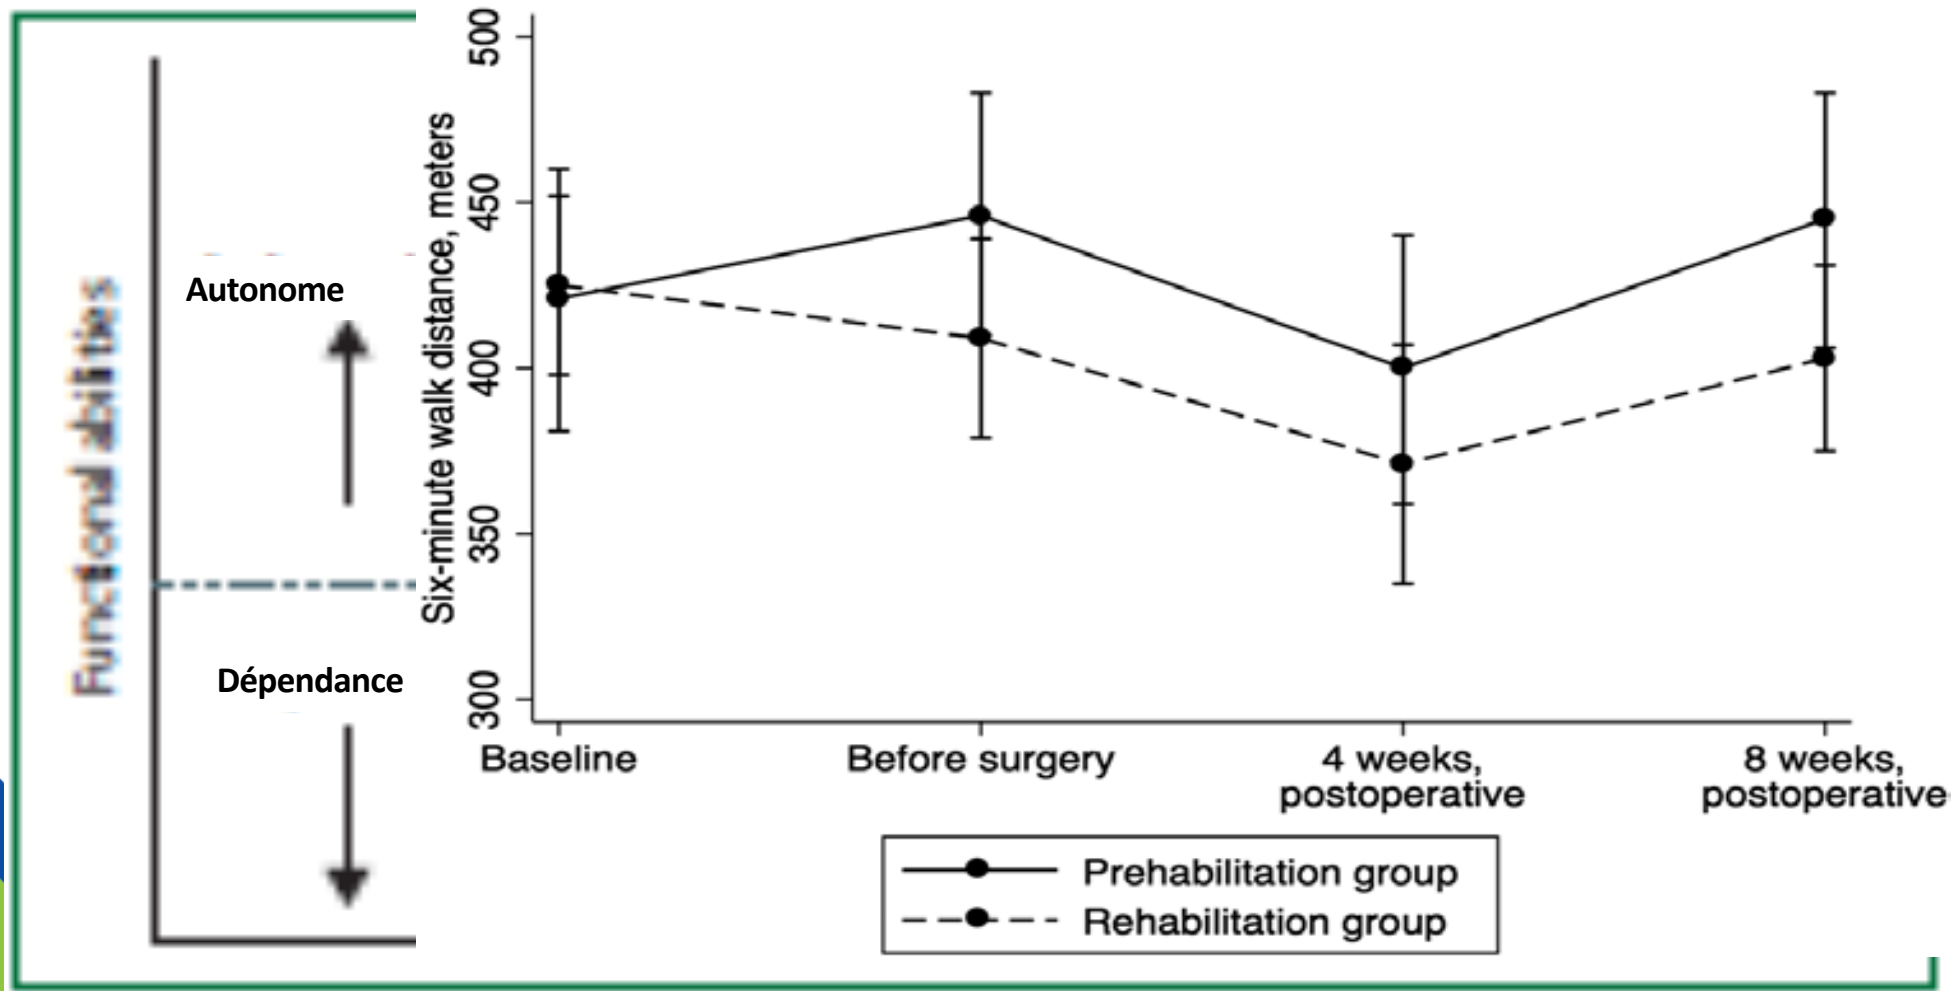 Functional abilities
Autonome
Dépendance
Six-minute walk distance, meters
500
450
400
350
300
Baseline
Before surgery
4 weeks,
postoperative
8 weeks,
postoperative
Prehabilitation group
Rehabilitation group